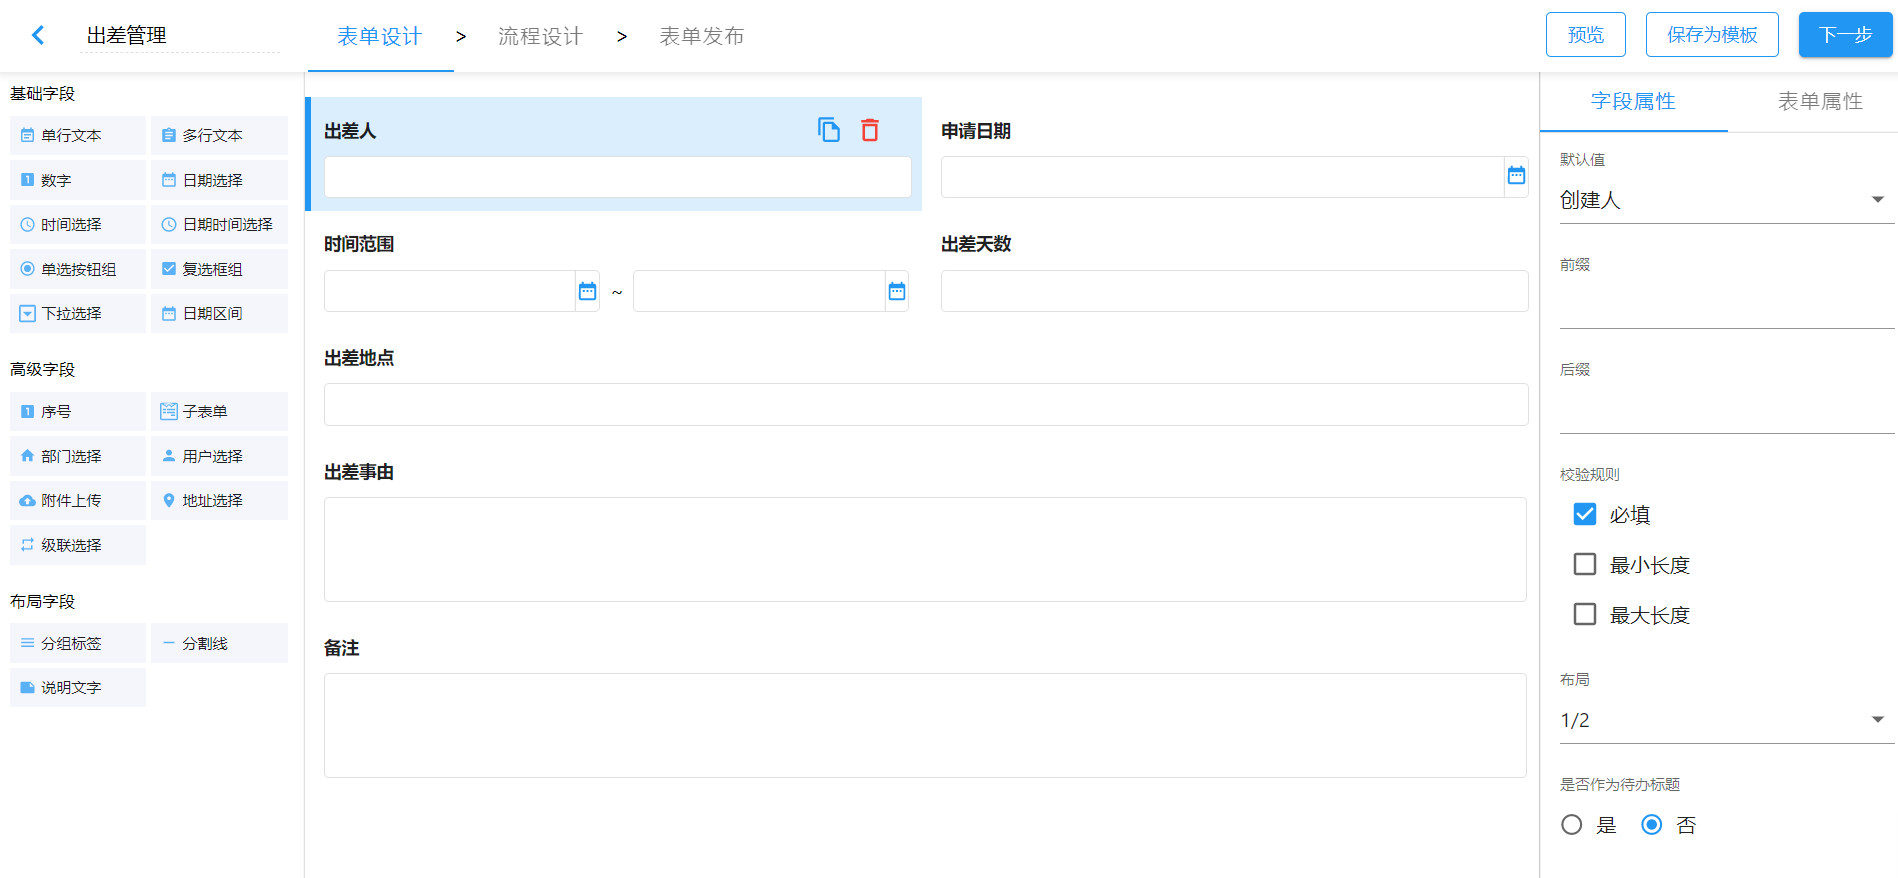 出差管理
表单设计 > 流程设计 > 表单发布
预览
保存为模板
下一步
基础字段
单行文本
多行文本
数字
日期选择
时间选择
日期时间选择
单选按钮组
复选框组
下拉选择
日期区间
高级字段
序号
子表单
部门选择
用户选择
附件上传
地址选择
级联选择
布局字段
分组标签
分割线
说明文字
出差人
申请日期
时间范围
~
出差天数
出差地点
出差事由
备注
字段属性
表单属性
默认值
创建人
前缀
后缀
校验规则
必填
最小长度
最大长度
布局
1/2
是否作为待办标题
是
否